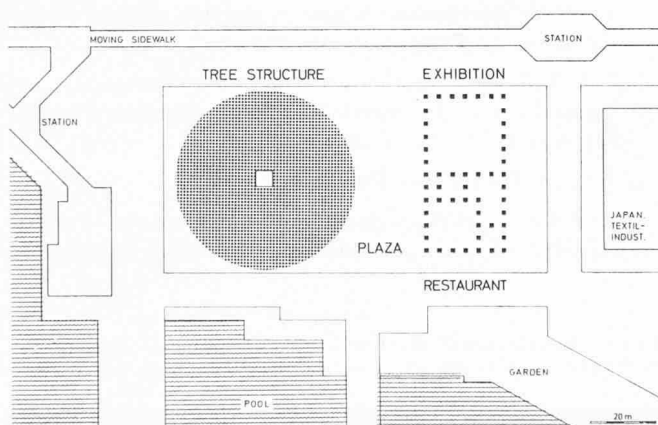 MOVING SIDEWALK
STATION
TREE STRUCTURE
EXHIBITION
STATION
JAPAN.
TEXTIL-
INDUST.
PLAZA
RESTAURANT
GARDEN
POOL
20 m